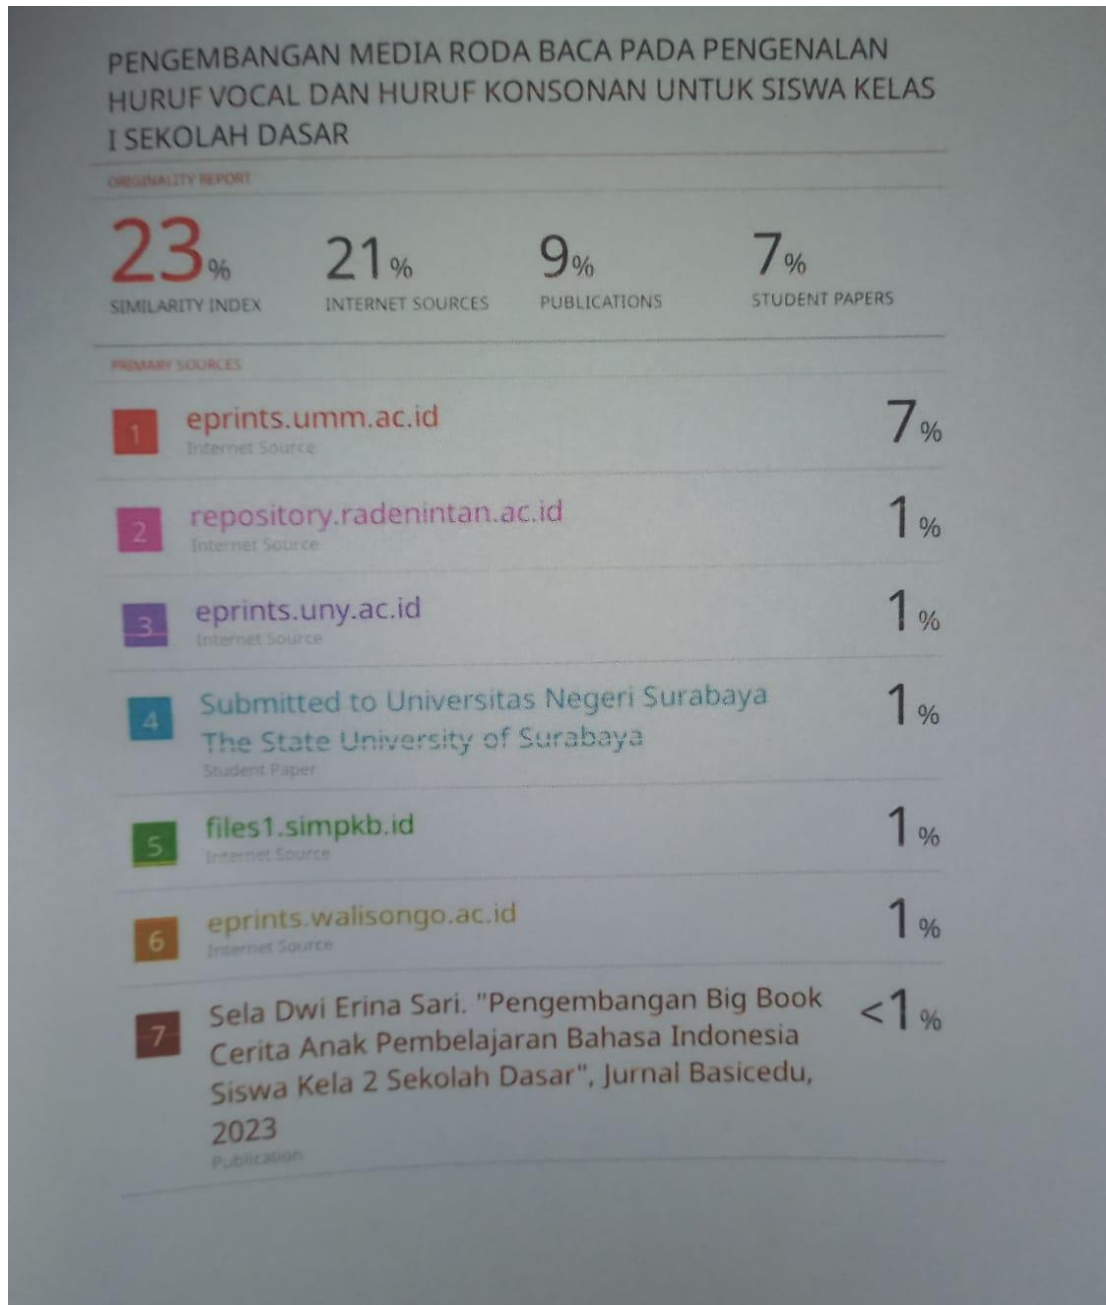 PENGEMBANGAN MEDIA RODA BACA PADA PENGENALAN
HURUF VOCAL DAN HURUF KONSONAN UNTUK SISWA KELAS
I SEKOLAH DASAR
ORIGINALITY REPORT
23% 21% 9% 7%
SIMILARITY INDEX INTERNET SOURCES PUBLICATIONS STUDENT PAPERS
PRIMARY SOURCES
1 eprints.umm.ac.id 7%
Internet Source
2 repository.radenintan.ac.id 1%
Internet Source
3 eprints.uny.ac.id 1%
Internet Source
4 Submitted to Universitas Negeri Surabaya 1%
The State University of Surabaya
Student Paper
5 files1.simpkb.id 1%
Internet Source
6 eprints.walisongo.ac.id 1%
Internet Source
7 Sela Dwi Erina Sari. "Pengembangan Big Book <1%
Cerita Anak Pembelajaran Bahasa Indonesia
Siswa Kela 2 Sekolah Dasar", Jurnal Basicedu,
2023
Publication